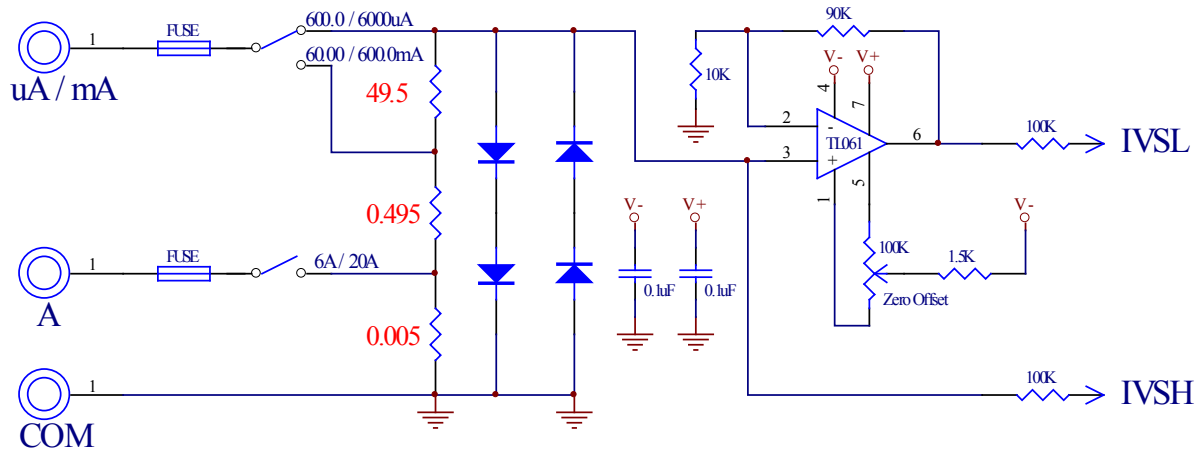 FUSE
600.0 / 6000uA
1
60.00 / 600.0mA
uA / mA
49.5
0.495
FUSE
1
6A / 20A
A
0.005
1
COM
90K
10K
V-
V+
4
7
2
-
TL061
6
3
+
1
5
100K
IVSL
V-
V+
0.1uF
0.1uF
100K
1.5K
V-
Zero Offset
100K
IVSH